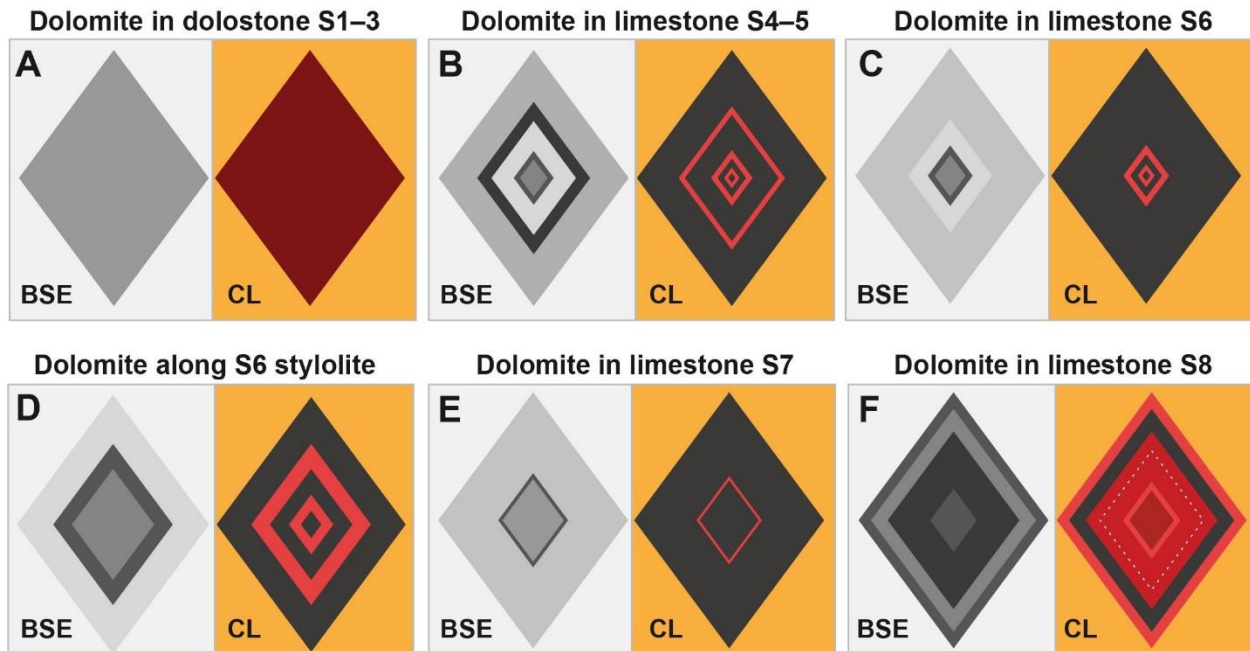 Dolomite in dolostone S1–3
Dolomite in limestone S4–5
Dolomite in limestone S6
A
BSE
CL
B
BSE
CL
C
BSE
CL
Dolomite along S6 stylolite
Dolomite in limestone S7
Dolomite in limestone S8
D
BSE
CL
E
BSE
CL
F
BSE
CL